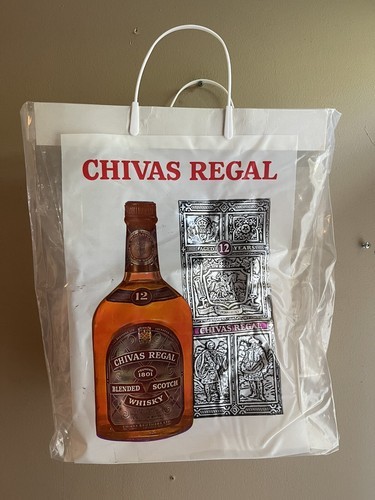 CHIVAS REGAL
12 YEARS
CHIVAS REGAL
12
CHIVAS REGAL
1801
BLENDED SCOTCH
WHISKY